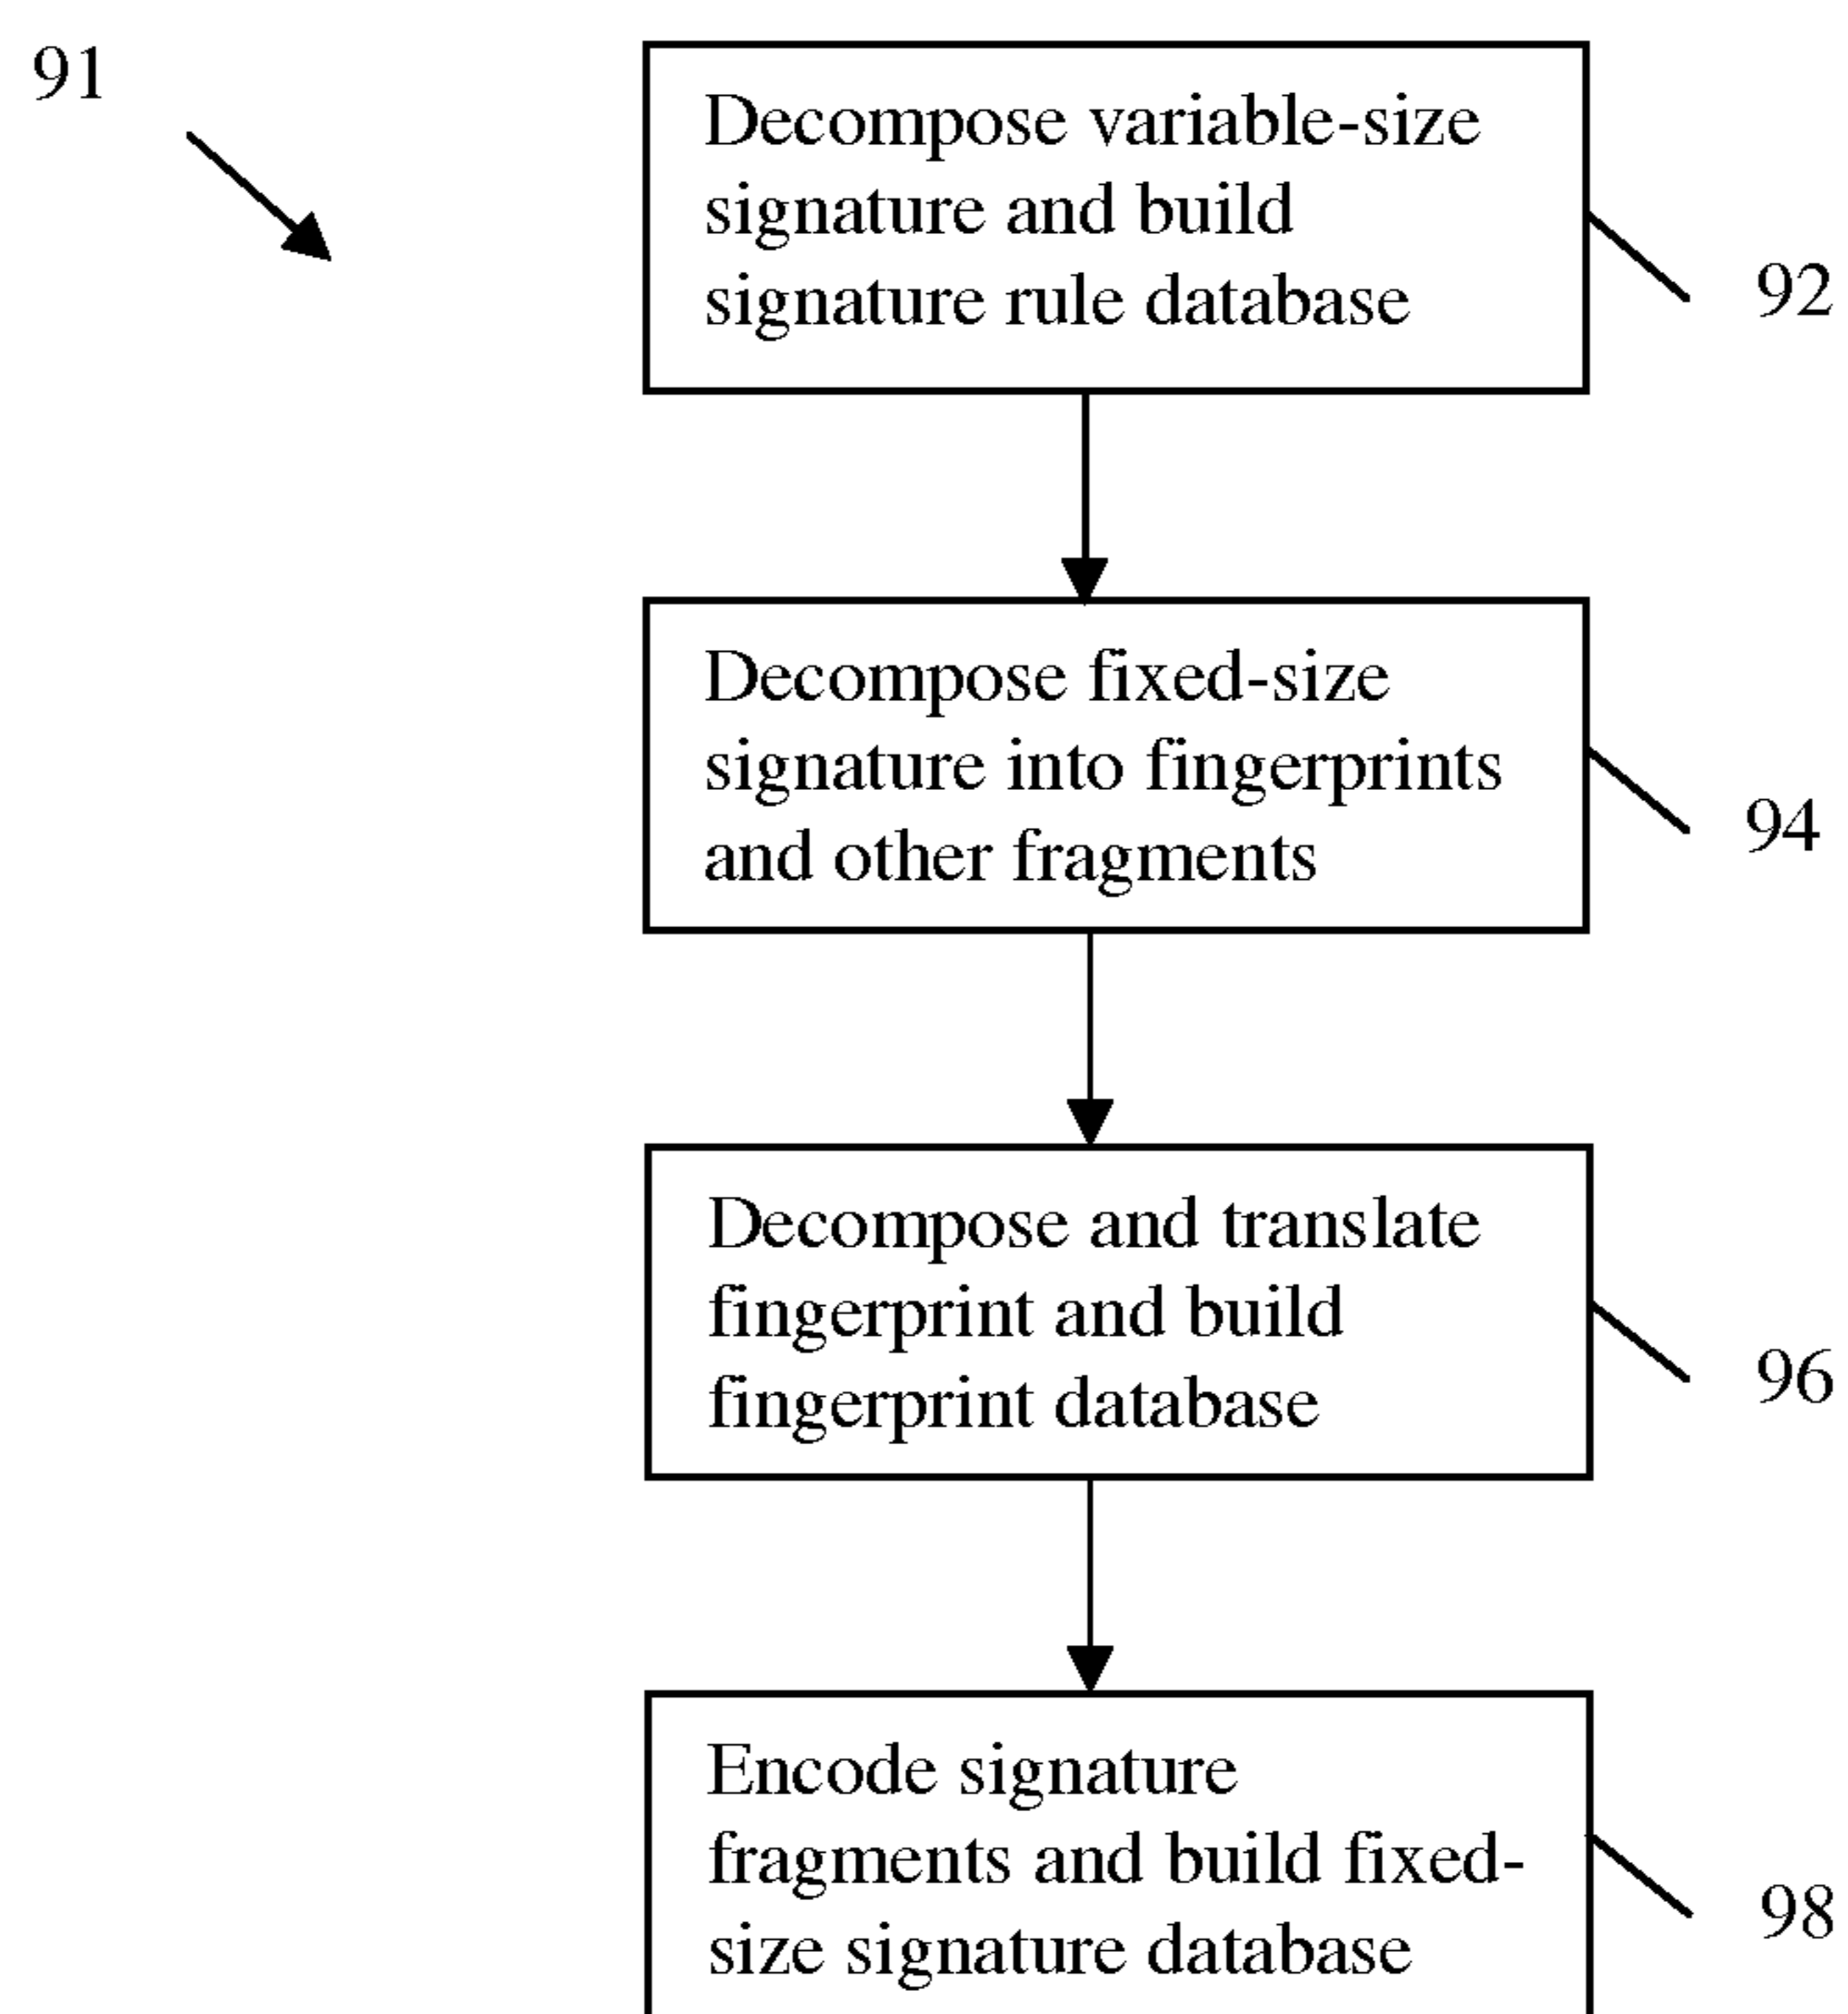 91
Decompose variable-size
signature and build
signature rule database
92
Decompose fixed-size
signature into fingerprints
and other fragments
94
Decompose and translate
fingerprint and build
fingerprint database
96
Encode signature
fragments and build fixed-
size signature database
98